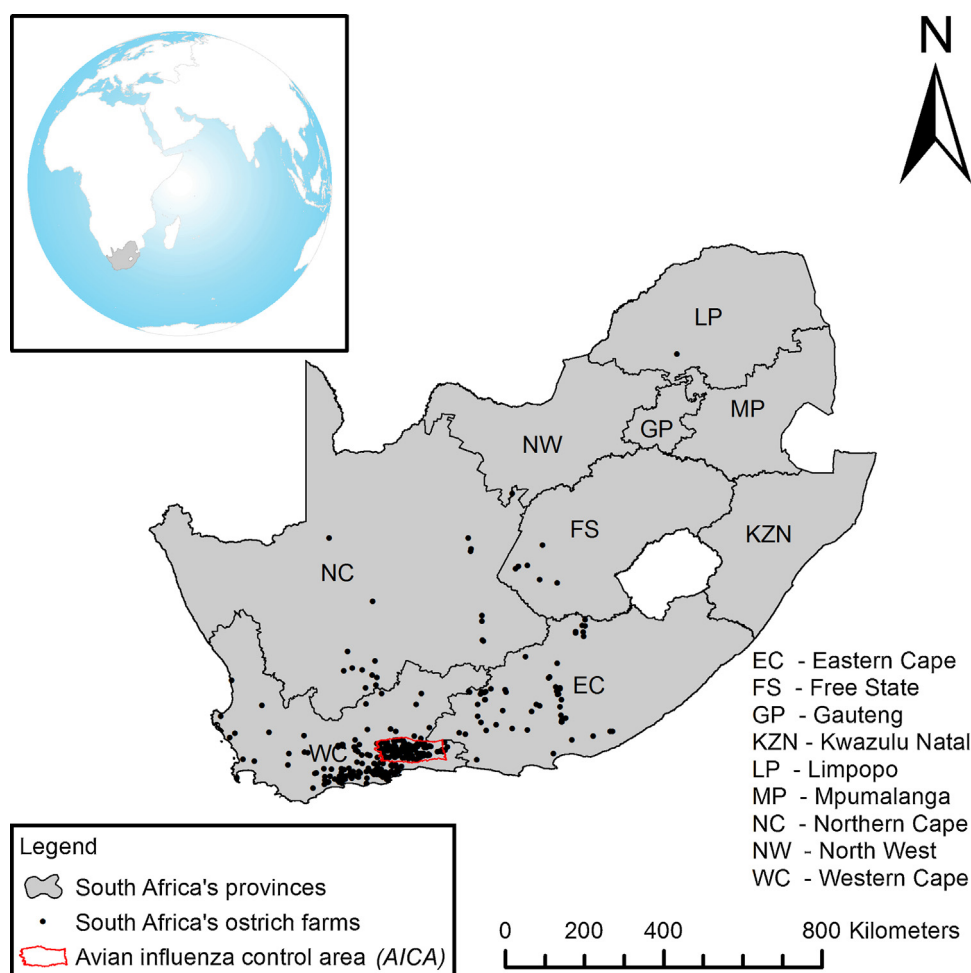 N
LP
MP
GP
NW
FS
KZN
NC
EC
WC
EC - Eastern Cape
FS - Free State
GP - Gauteng
KZN - Kwazulu Natal
LP - Limpopo
MP - Mpumalanga
NC - Northern Cape
NW - North West
WC - Western Cape
Legend
South Africa's provinces
South Africa's ostrich farms
Avian influenza control area (AICA)
0 200 400 800 Kilometers